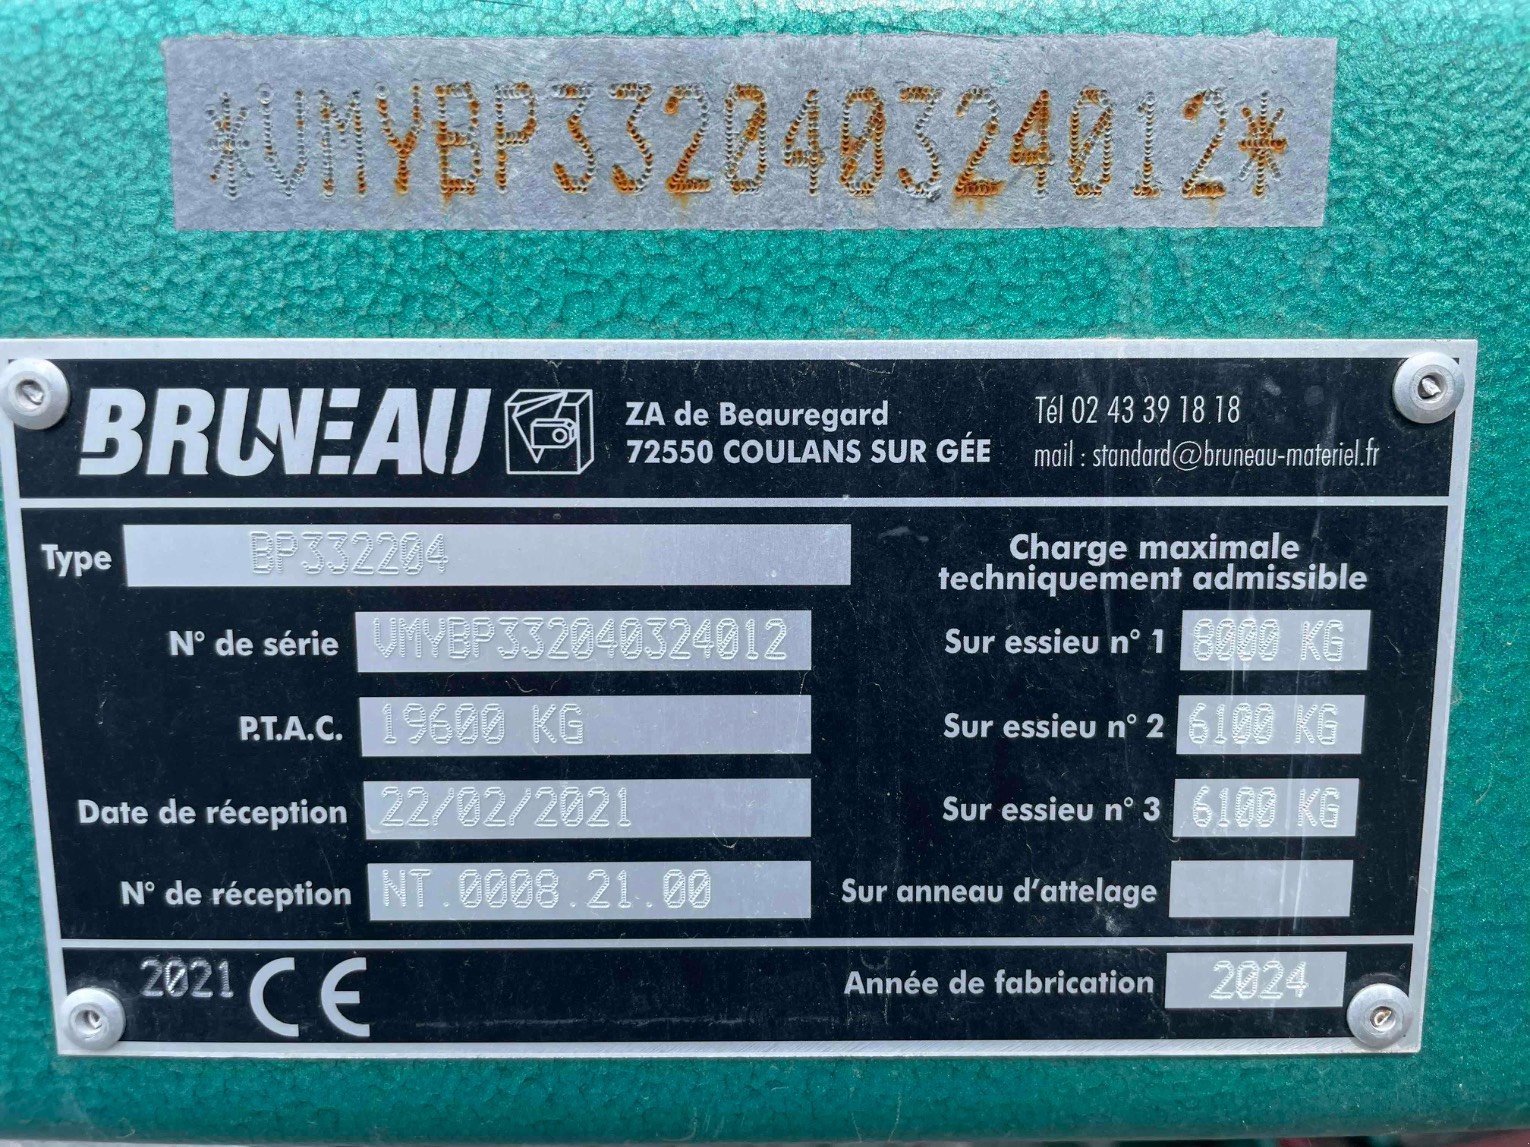 *VMYBP332040324012*
BRUNEAU
ZA de Beauregard
72550 COULANS SUR GÉE
Tél 02 43 39 18 18
mail : standard@bruneau-materiel.fr
Type BP332204
N° de série VMYBP332040324012
P.T.A.C. 19600 KG
Date de réception 22/02/2021
N° de réception NT.0008.21.00
Charge maximale
techniquement admissible
Sur essieu n° 1 8000 KG
Sur essieu n° 2 6100 KG
Sur essieu n° 3 6100 KG
Sur anneau d'attelage
2021 CE
Année de fabrication 2024